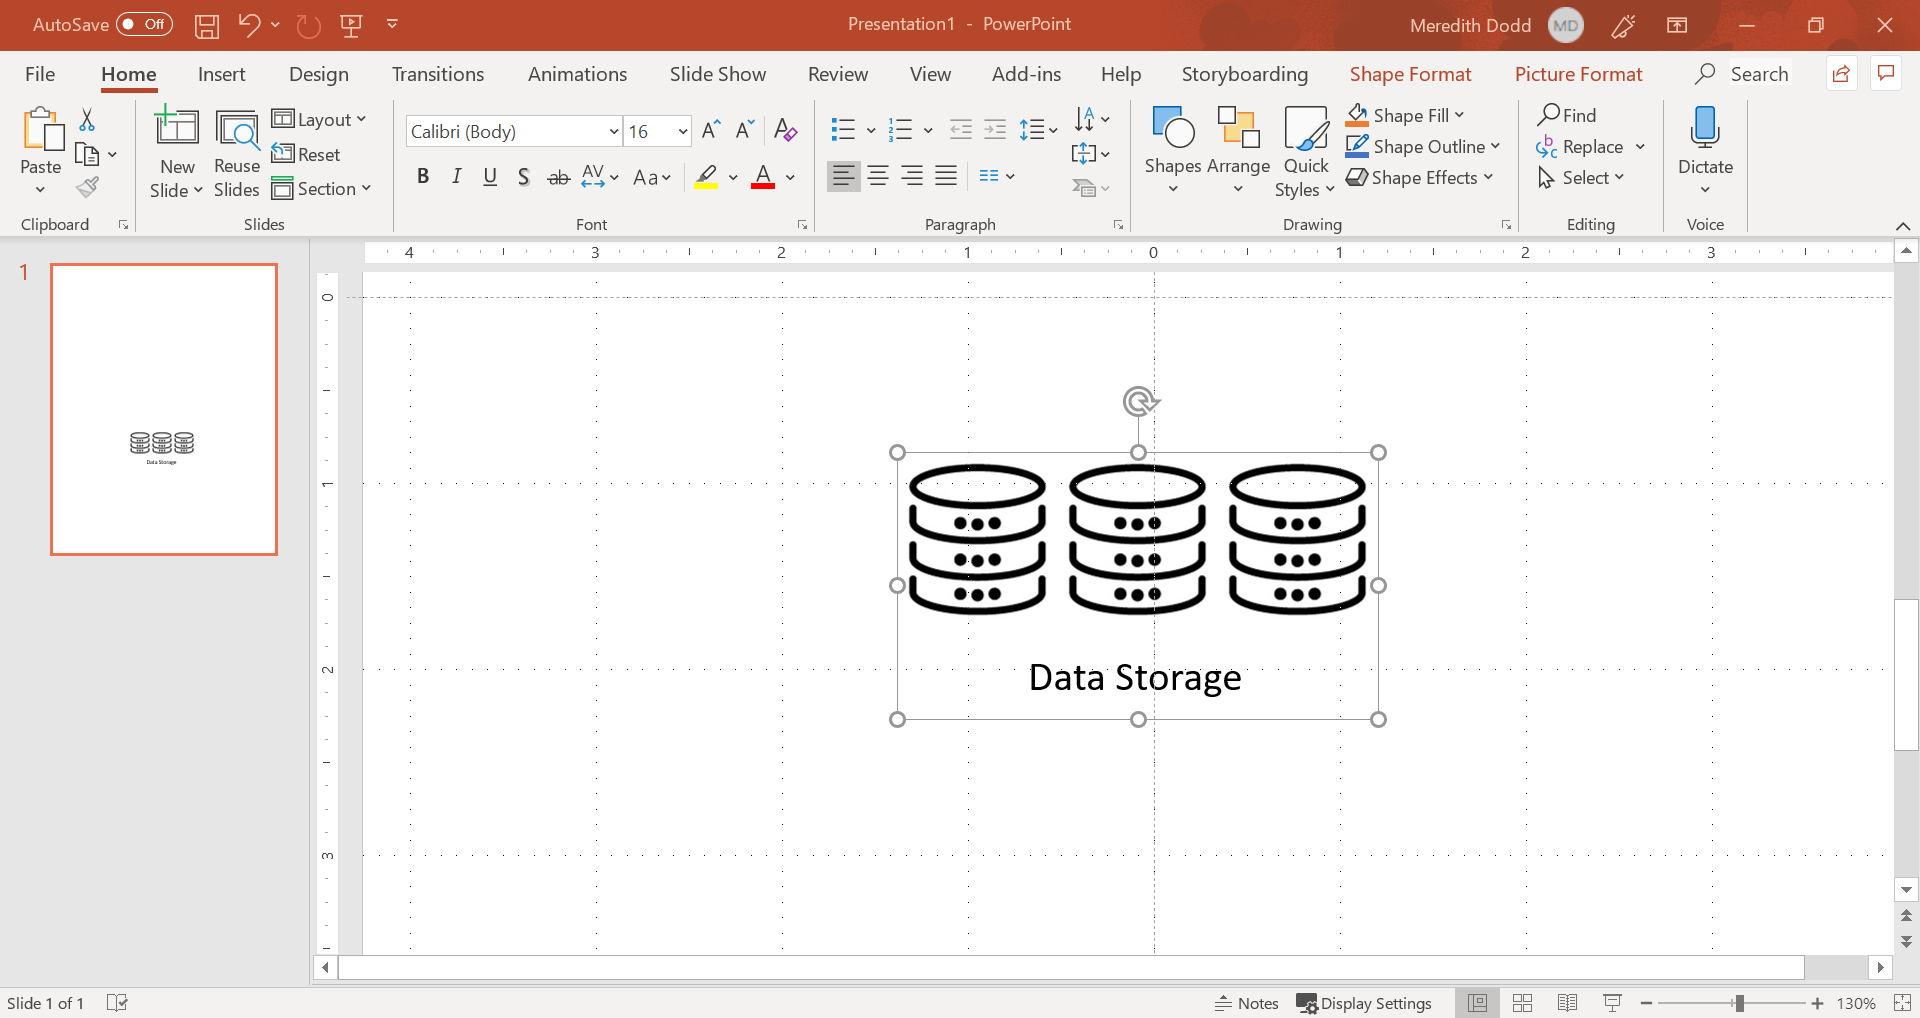 AutoSave Off
Presentation1 - PowerPoint
Meredith Dodd MD
File Home Insert Design Transitions Animations Slide Show Review View Add-ins Help Storyboarding Shape Format Picture Format Search
Paste
Clipboard
New
Slide
Reuse
Slides
Layout
Reset
Section
Slides
Calibri (Body) 16
B I U S ab AV Aa A
Font
Paragraph
Shapes
Arrange
Quick
Styles
Shape Fill
Shape Outline
Shape Effects
Drawing
Find
Replace
Select
Editing
Dictate
Voice
4 3 2 1 0 1 2 3
0
1
2
3
1
Data Storage
Data Storage
Slide 1 of 1
Notes
Display Settings
130%